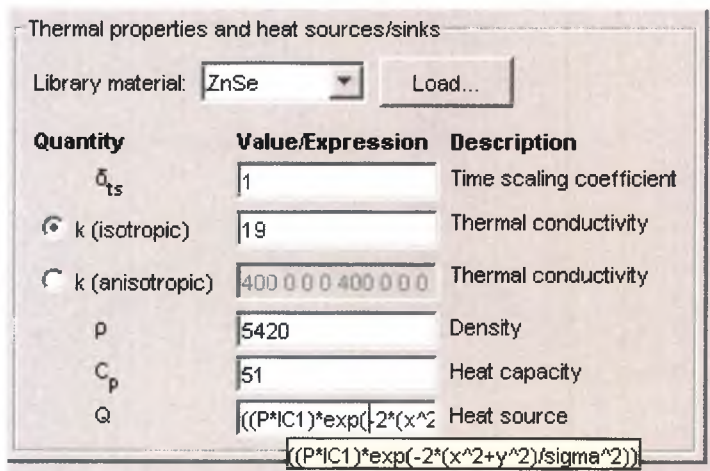 Thermal properties and heat sources/sinks
Library material: ZnSe Load...
Quantity Value/Expression Description
δts 1 Time scaling coefficient
k (isotropic) 19 Thermal conductivity
k (anisotropic) 400 0 0 0 400 0 0 0 Thermal conductivity
ρ 5420 Density
Cp 51 Heat capacity
Q ((P*IC1)*exp(-2*(x^2 Heat source
((P*IC1)*exp(-2*(x^2+y^2)/sigma^2))